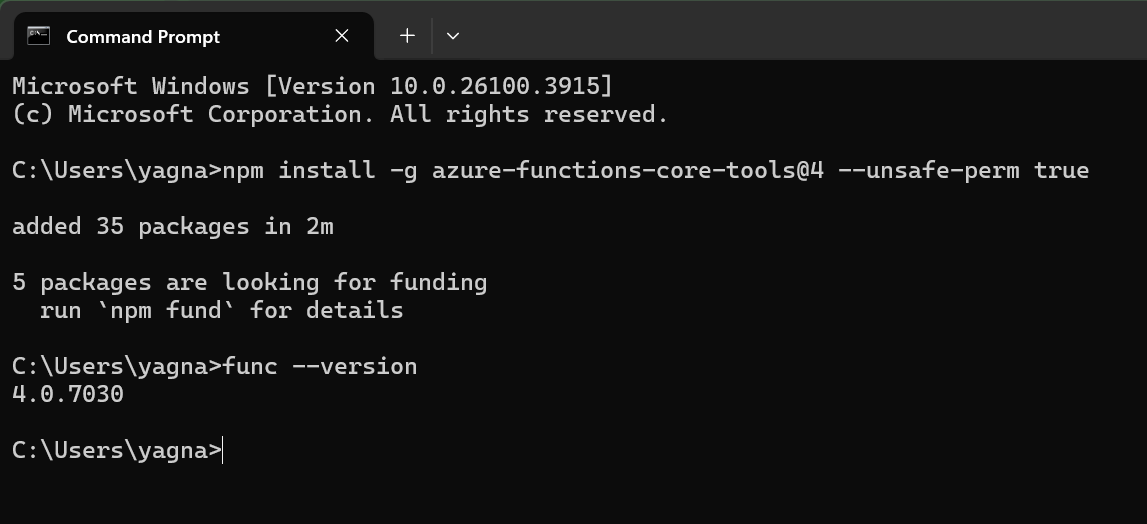 Command Prompt
Microsoft Windows [Version 10.0.26100.3915]
(c) Microsoft Corporation. All rights reserved.
C:\Users\yagna>npm install -g azure-functions-core-tools@4 --unsafe-perm true
added 35 packages in 2m
5 packages are looking for funding
  run `npm fund` for details
C:\Users\yagna>func --version
4.0.7030
C:\Users\yagna>